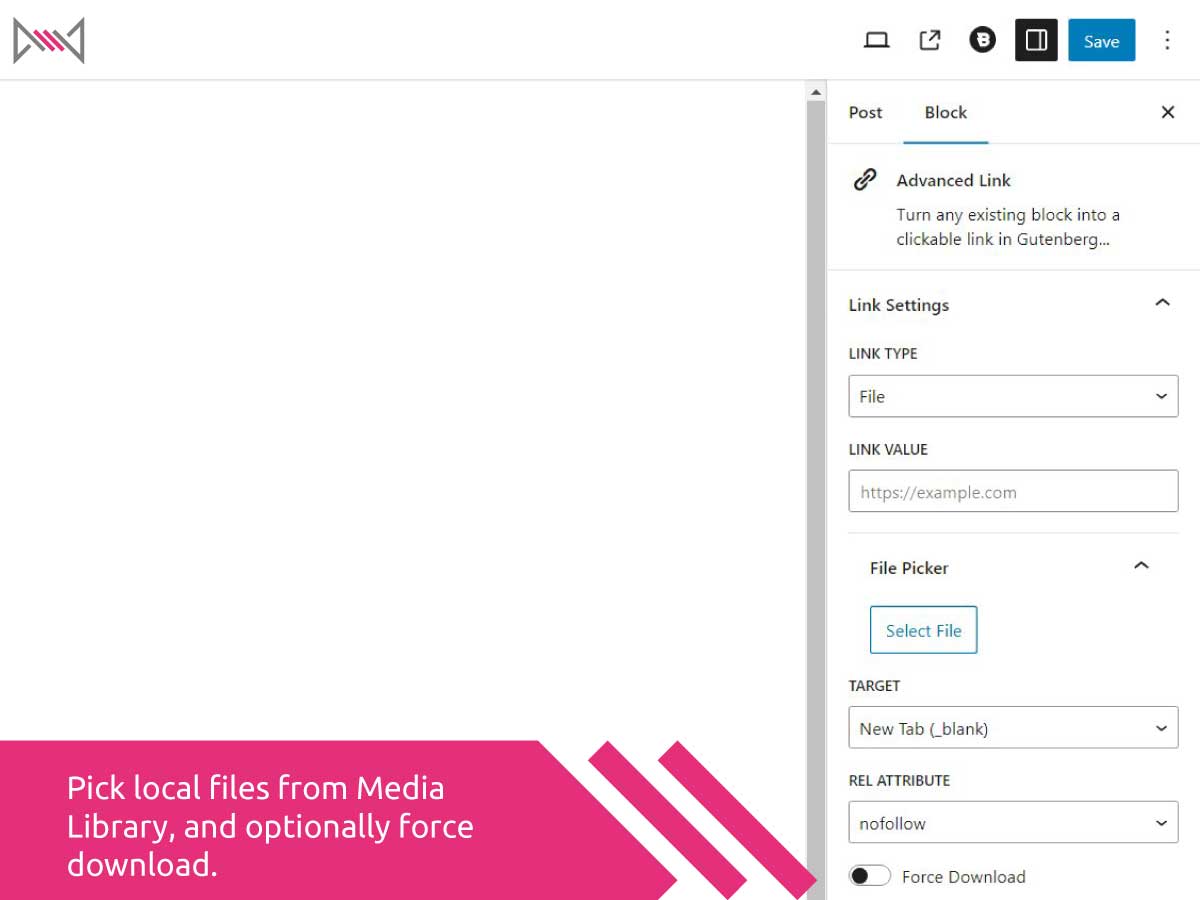 Save
Post
Block
Advanced Link
Turn any existing block into a
clickable link in Gutenberg...
Link Settings
LINK TYPE
File
LINK VALUE
https://example.com
File Picker
Select File
TARGET
New Tab (_blank)
REL ATTRIBUTE
nofollow
Force Download
Pick local files from Media
Library, and optionally force
download.